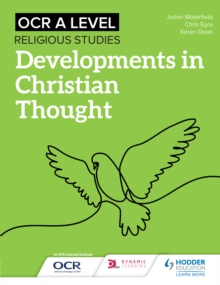 OCR A LEVEL
RELIGIOUS STUDIES
Julian Waterfield
Chris Eyre
Karen Dean
Developments in
Christian
Thought
OCR
DYNAMIC
LEARNING
HODDER
EDUCATION
LEARN MORE